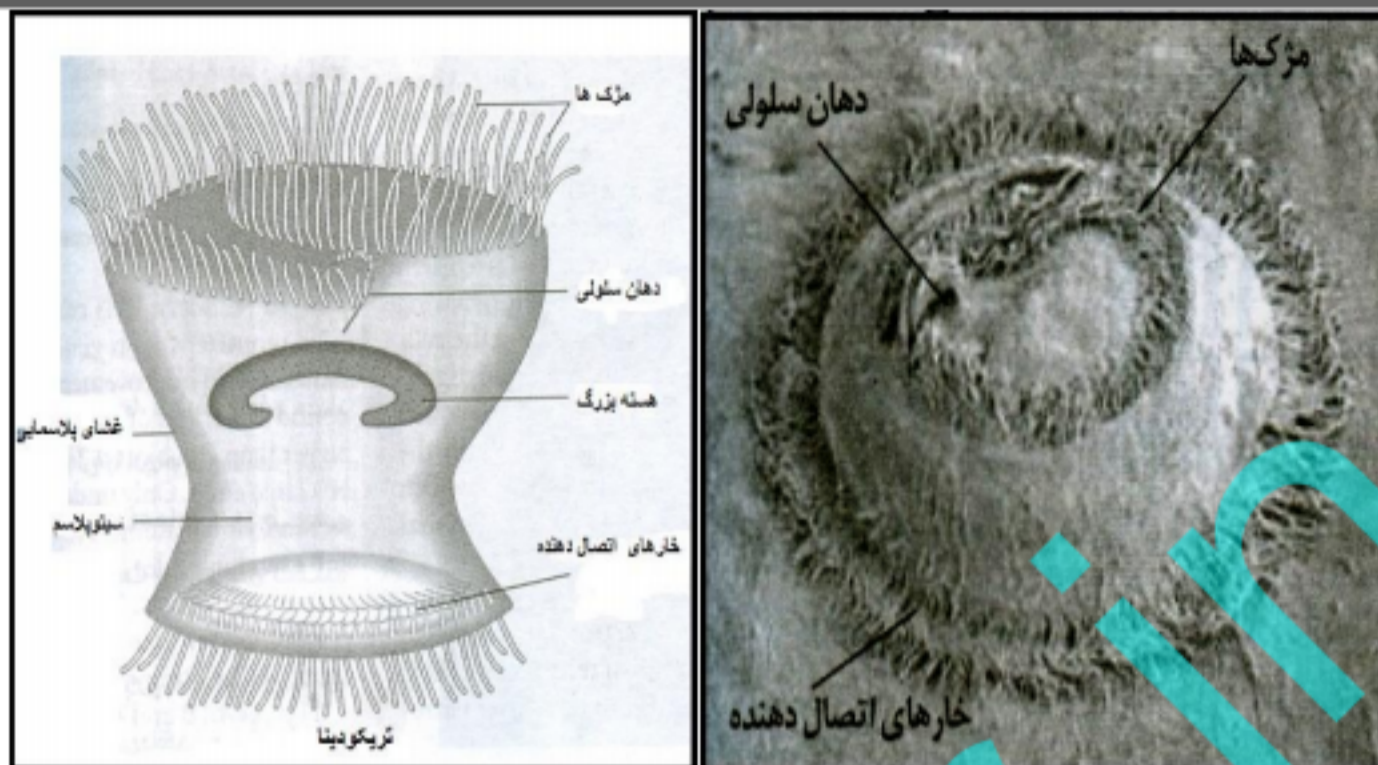 مژک ها
دهان سلولی
هسته بزرگ
غشای پلاسمایی
سیتوپلاسم
خارهای اتصال دهنده
تریکودینا
مژک‌ها
دهان سلولی
خارهای اتصال دهنده